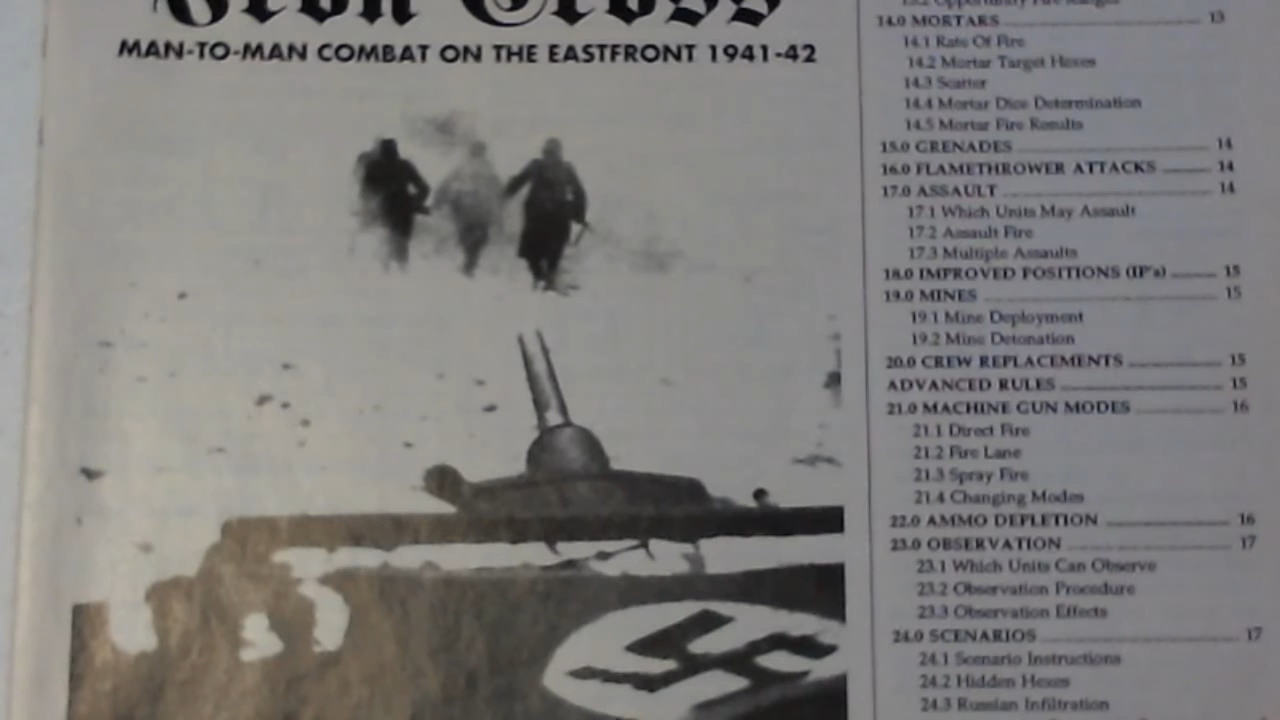 Iron Cross
MAN-TO-MAN COMBAT ON THE EASTFRONT 1941-42
13.2 Opportunity Fire Ranges
14.0 MORTARS 13
14.1 Rate Of Fire
14.2 Mortar Target Hexes
14.3 Scatter
14.4 Mortar Dice Determination
14.5 Mortar Fire Results
15.0 GRENADES 14
16.0 FLAMETHROWER ATTACKS 14
17.0 ASSAULT 14
17.1 Which Units May Assault
17.2 Assault Fire
17.3 Multiple Assaults
18.0 IMPROVED POSITIONS (IP's) 15
19.0 MINES 15
19.1 Mine Deployment
19.2 Mine Detonation
20.0 CREW REPLACEMENTS 15
ADVANCED RULES 15
21.0 MACHINE GUN MODES 16
21.1 Direct Fire
21.2 Fire Lane
21.3 Spray Fire
21.4 Changing Modes
22.0 AMMO DEPLETION 16
23.0 OBSERVATION 17
23.1 Which Units Can Observe
23.2 Observation Procedure
23.3 Observation Effects
24.0 SCENARIOS 17
24.1 Scenario Instructions
24.2 Hidden Hexes
24.3 Russian Infiltration